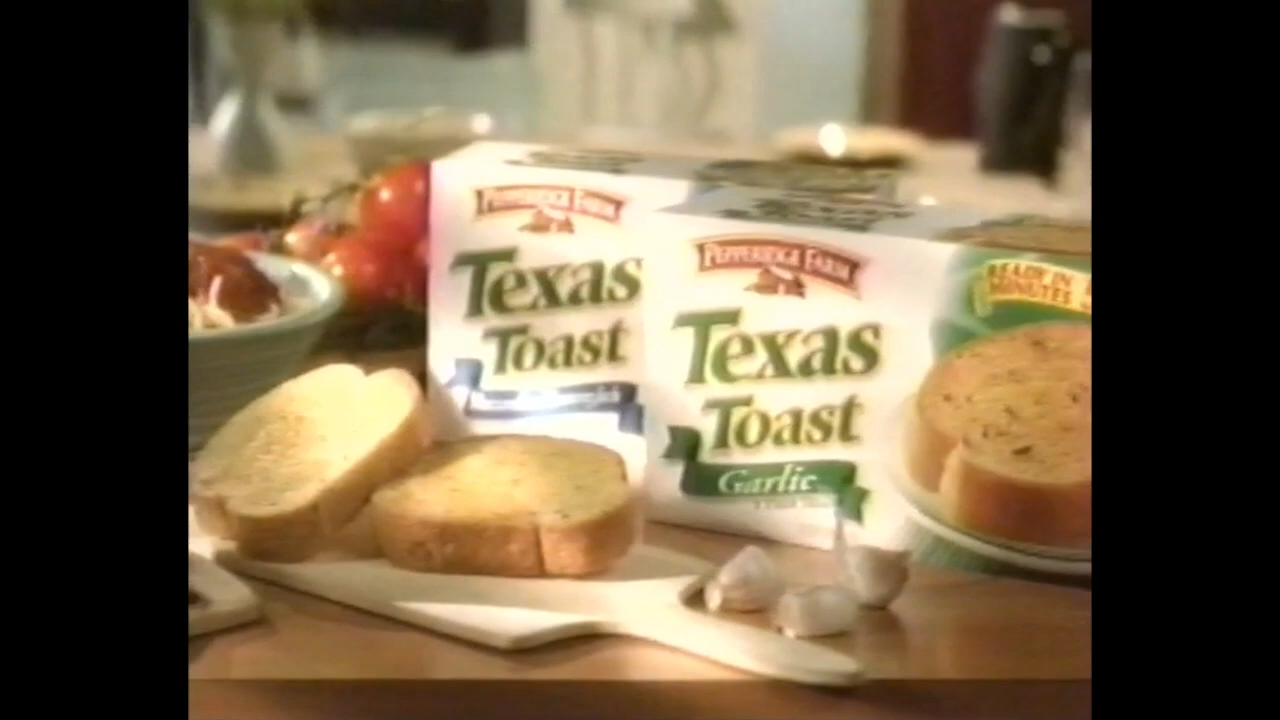 PEPPERIDGE FARM
Texas
Toast
PEPPERIDGE FARM
Texas
Toast
Garlic
READY IN
MINUTES